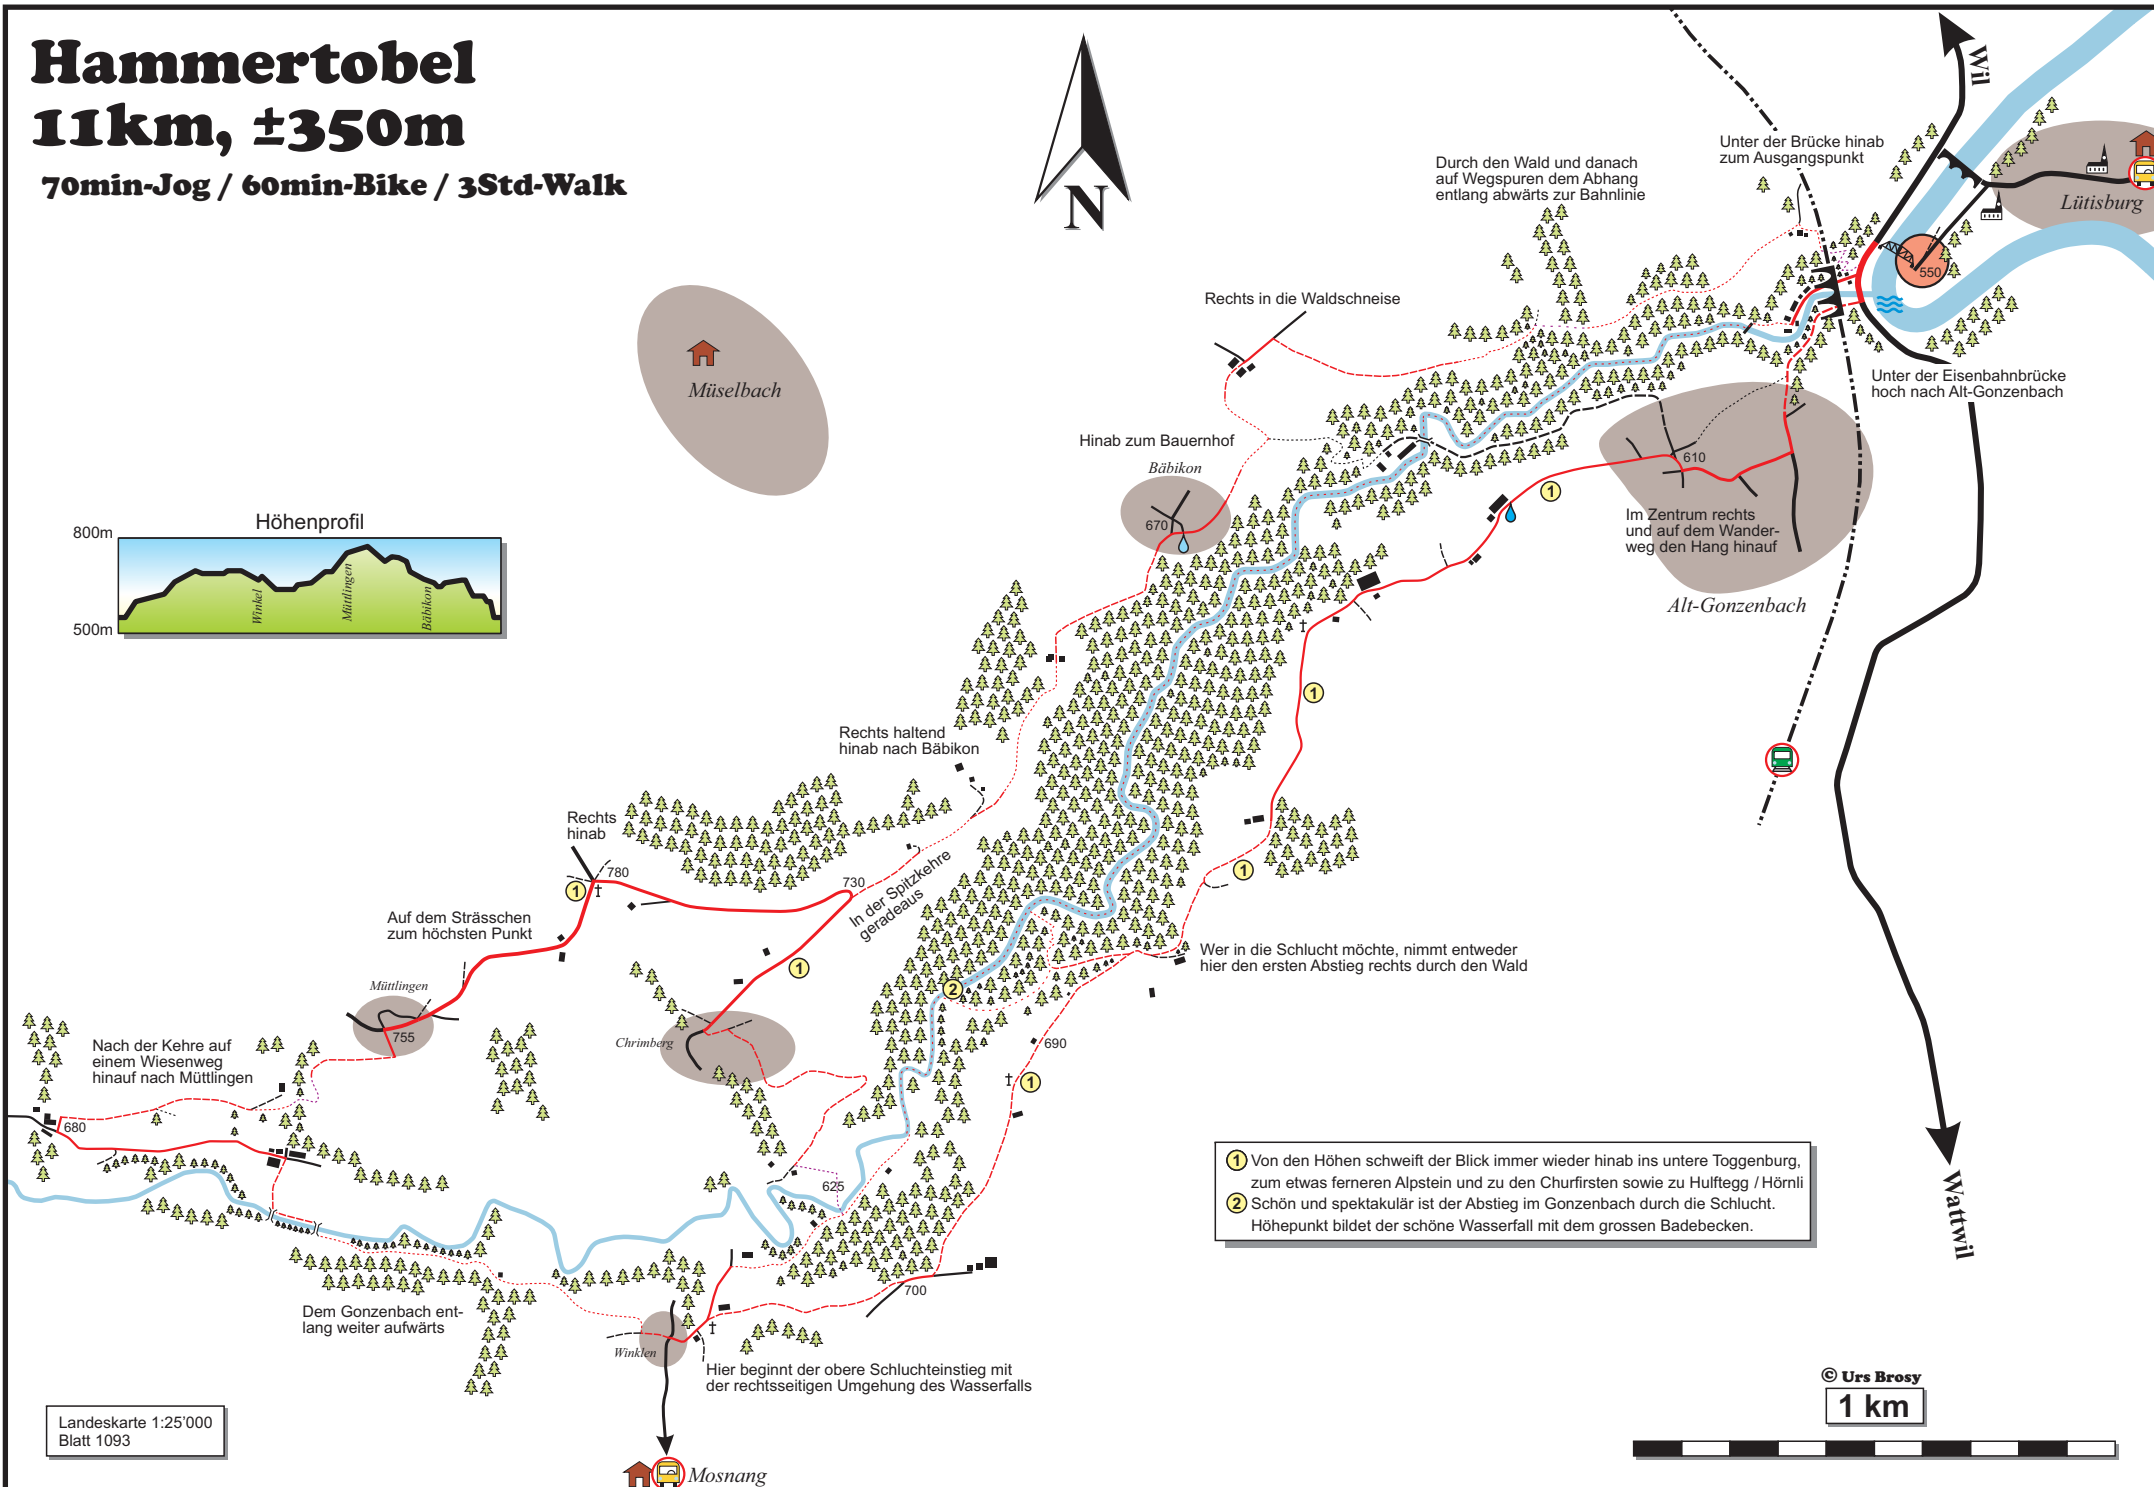 Hammertobel
11km, ±350m
70min-Jog / 60min-Bike / 3Std-Walk
N
Wil
Unter der Brücke hinab
zum Ausgangspunkt
Durch den Wald und danach
auf Wegspuren dem Abhang
entlang abwärts zur Bahnlinie
Lütisburg
550
Rechts in die Waldschneise
Müselbach
Unter der Eisenbahnbrücke
hoch nach Alt-Gonzenbach
Hinab zum Bauernhof
Bäbikon
670
610
1
Im Zentrum rechts
und auf dem Wander-
weg den Hang hinauf
Alt-Gonzenbach
Höhenprofil
800m
500m
Winkel
Müttlingen
Bäbikon
1
Rechts haltend
hinab nach Bäbikon
Rechts
hinab
780
1
730
In der Spitzkehre
geradeaus
1
Auf dem Strässchen
zum höchsten Punkt
1
Wer in die Schlucht möchte, nimmt entweder
hier den ersten Abstieg rechts durch den Wald
2
Müttlingen
755
Chrimberg
690
1
Nach der Kehre auf
einem Wiesenweg
hinauf nach Müttlingen
680
625
1 Von den Höhen schweift der Blick immer wieder hinab ins untere Toggenburg,
zum etwas ferneren Alpstein und zu den Churfirsten sowie zu Hulftegg / Hörnli
2 Schön und spektakulär ist der Abstieg im Gonzenbach durch die Schlucht.
Höhepunkt bildet der schöne Wasserfall mit dem grossen Badebecken.
Wattwil
700
Dem Gonzenbach ent-
lang weiter aufwärts
Winklen
Hier beginnt der obere Schluchteinstieg mit
der rechtsseitigen Umgehung des Wasserfalls
Landeskarte 1:25'000
Blatt 1093
Mosnang
© Urs Brosy
1 km